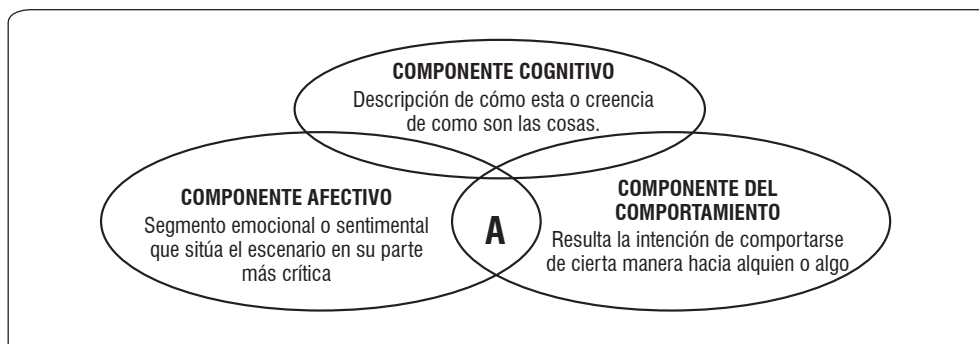 COMPONENTE COGNITIVO
Descripción de cómo esta o creencia
de como son las cosas.
COMPONENTE AFECTIVO
Segmento emocional o sentimental
que sitúa el escenario en su parte
más crítica
A
COMPONENTE DEL
COMPORTAMIENTO
Resulta la intención de comportarse
de cierta manera hacia alquien o algo